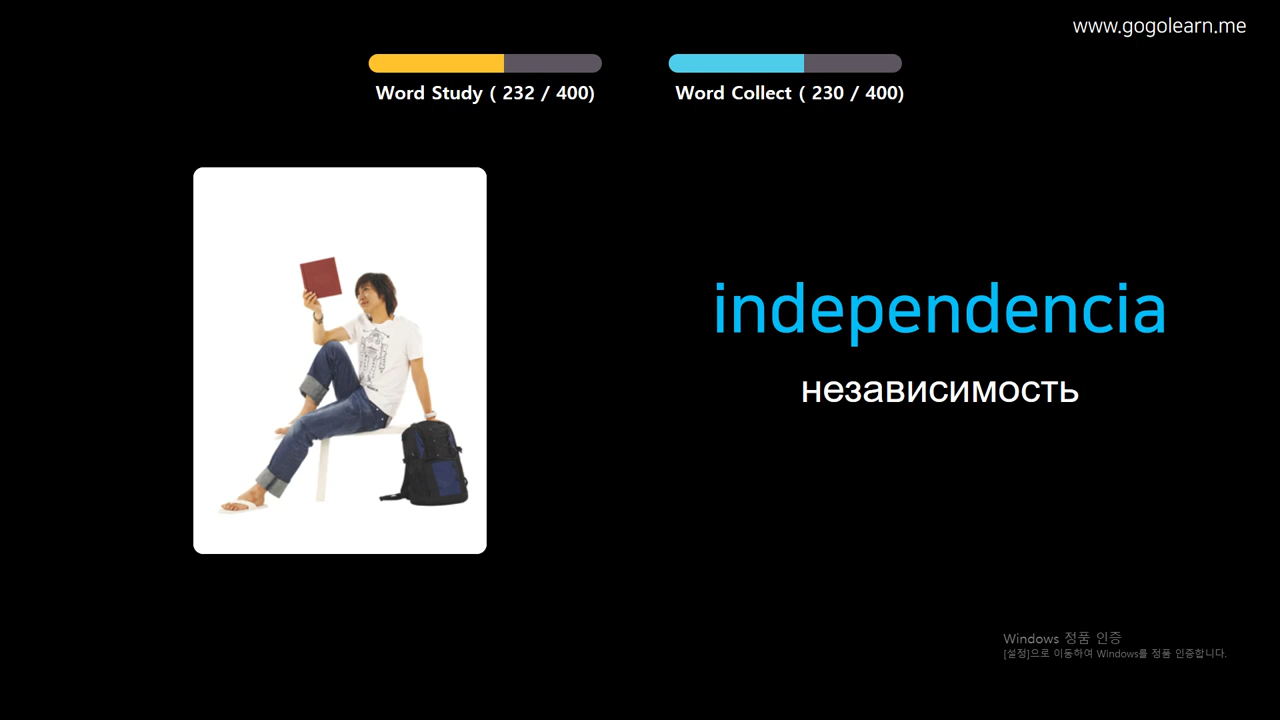 www.gogolearn.me
Word Study ( 232 / 400)
Word Collect ( 230 / 400)
independencia
независимость
Windows 정품 인증
[설정]으로 이동하여 Windows를 정품 인증합니다.